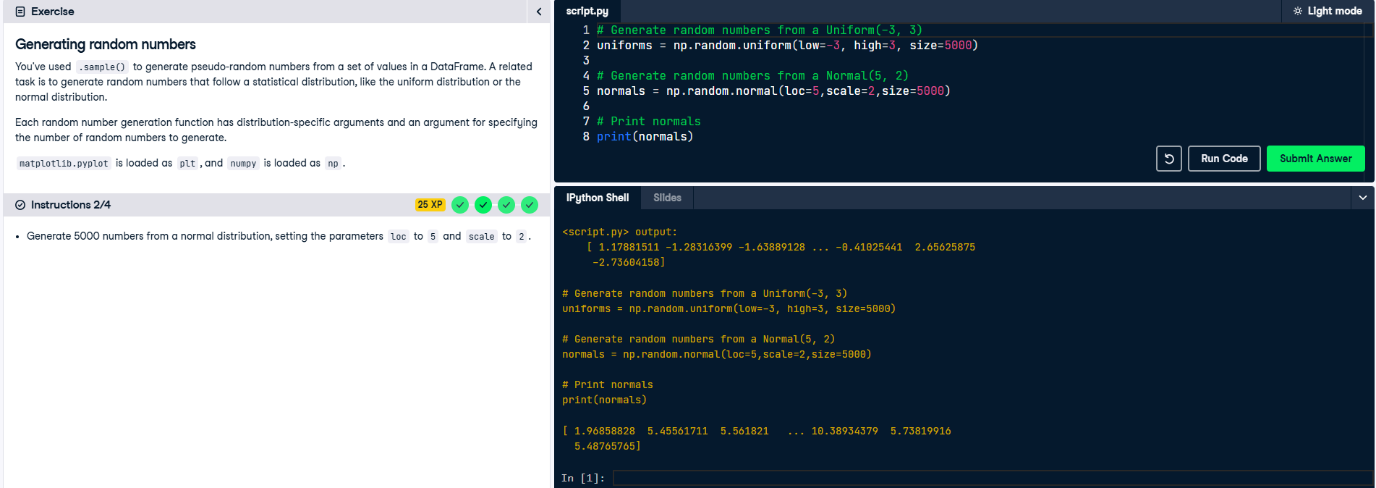 Exercise
Generating random numbers
You've used .sample() to generate pseudo-random numbers from a set of values in a DataFrame. A related
task is to generate random numbers that follow a statistical distribution, like the uniform distribution or the
normal distribution.
Each random number generation function has distribution-specific arguments and an argument for specifying
the number of random numbers to generate.
matplotlib.pyplot is loaded as plt , and numpy is loaded as np .
Instructions 2/4
25 XP
• Generate 5000 numbers from a normal distribution, setting the parameters loc to 5 and scale to 2 .
script.py
Light mode
1 # Generate random numbers from a Uniform(-3, 3)
2 uniforms = np.random.uniform(low=-3, high=3, size=5000)
3
4 # Generate random numbers from a Normal(5, 2)
5 normals = np.random.normal(loc=5,scale=2,size=5000)
6
7 # Print normals
8 print(normals)
Run Code
Submit Answer
IPython Shell
Slides
<script.py> output:
[ 1.17881511 -1.28316399 -1.63889128 ... -0.41025441 2.65625875
-2.73604158]
# Generate random numbers from a Uniform(-3, 3)
uniforms = np.random.uniform(low=-3, high=3, size=5000)
# Generate random numbers from a Normal(5, 2)
normals = np.random.normal(loc=5,scale=2,size=5000)
# Print normals
print(normals)
[ 1.96858828 5.45561711 5.561821 ... 10.38934379 5.73819916
5.48765765]
In [1]: